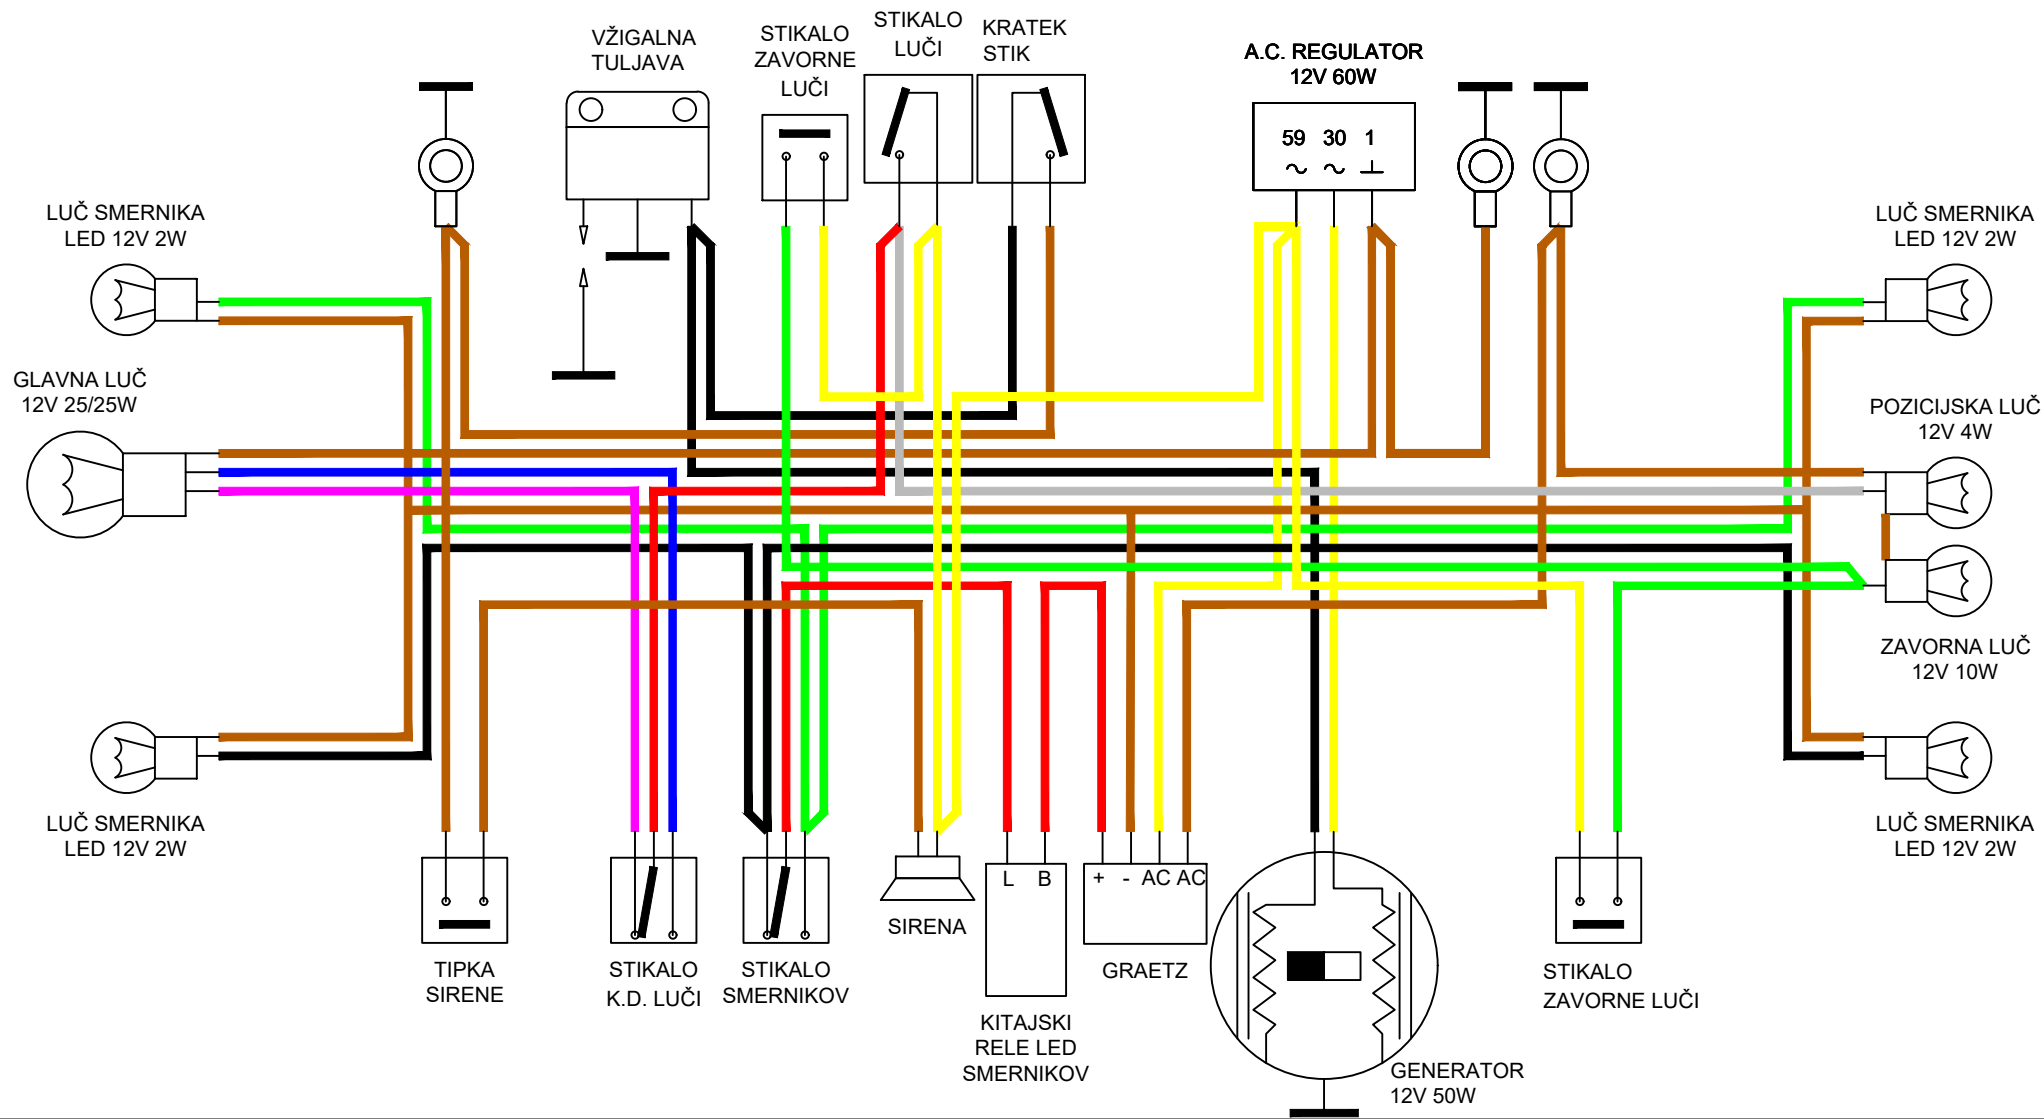 VŽIGALNA
TULJAVA
STIKALO
ZAVORNE
LUČI
STIKALO
LUČI
KRATEK
STIK
A.C. REGULATOR
12V 60W
59 30 1
LUČ SMERNIKA
LED 12V 2W
LUČ SMERNIKA
LED 12V 2W
GLAVNA LUČ
12V 25/25W
POZICIJSKA LUČ
12V 4W
ZAVORNA LUČ
12V 10W
LUČ SMERNIKA
LED 12V 2W
LUČ SMERNIKA
LED 12V 2W
L B
+ - AC AC
TIPKA
SIRENE
STIKALO
K.D. LUČI
STIKALO
SMERNIKOV
SIRENA
KITAJSKI
RELE LED
SMERNIKOV
GRAETZ
GENERATOR
12V 50W
STIKALO
ZAVORNE LUČI